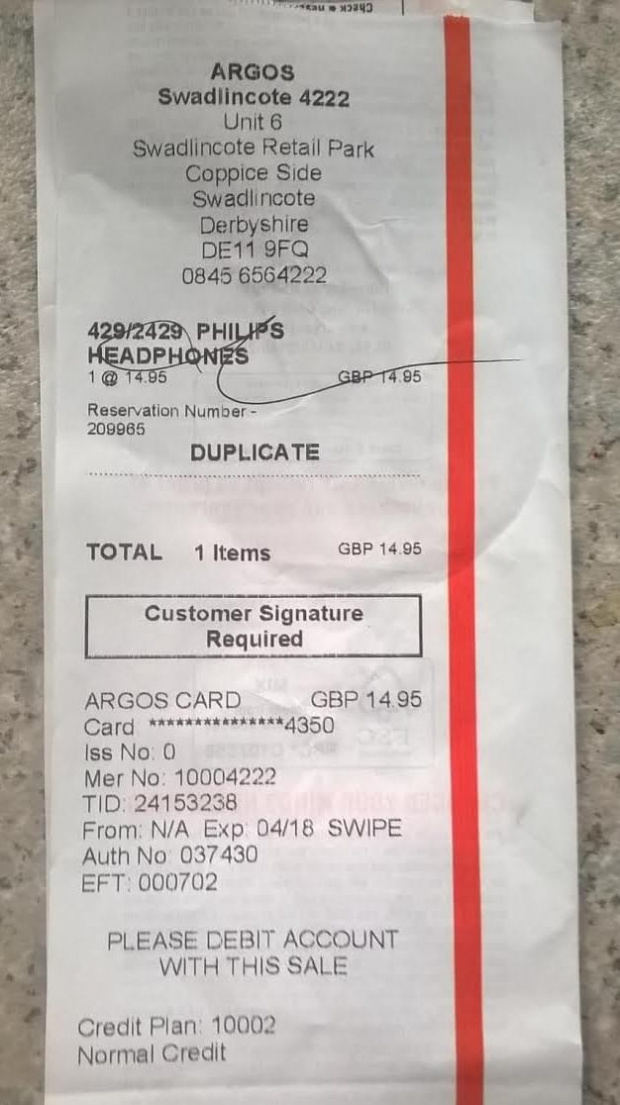 ARGOS
Swadlincote 4222
Unit 6
Swadlincote Retail Park
Coppice Side
Swadlincote
Derbyshire
DE11 9FQ
0845 6564222
429/2429 PHILIPS
HEADPHONES
1 @ 14.95 GBP 14.95
Reservation Number -
209965
DUPLICATE
TOTAL 1 Items GBP 14.95
Customer Signature
Required
ARGOS CARD GBP 14.95
Card ***************4350
Iss No: 0
Mer No: 10004222
TID: 24153238
From: N/A Exp: 04/18 SWIPE
Auth No: 037430
EFT: 000702
PLEASE DEBIT ACCOUNT
WITH THIS SALE
Credit Plan: 10002
Normal Credit